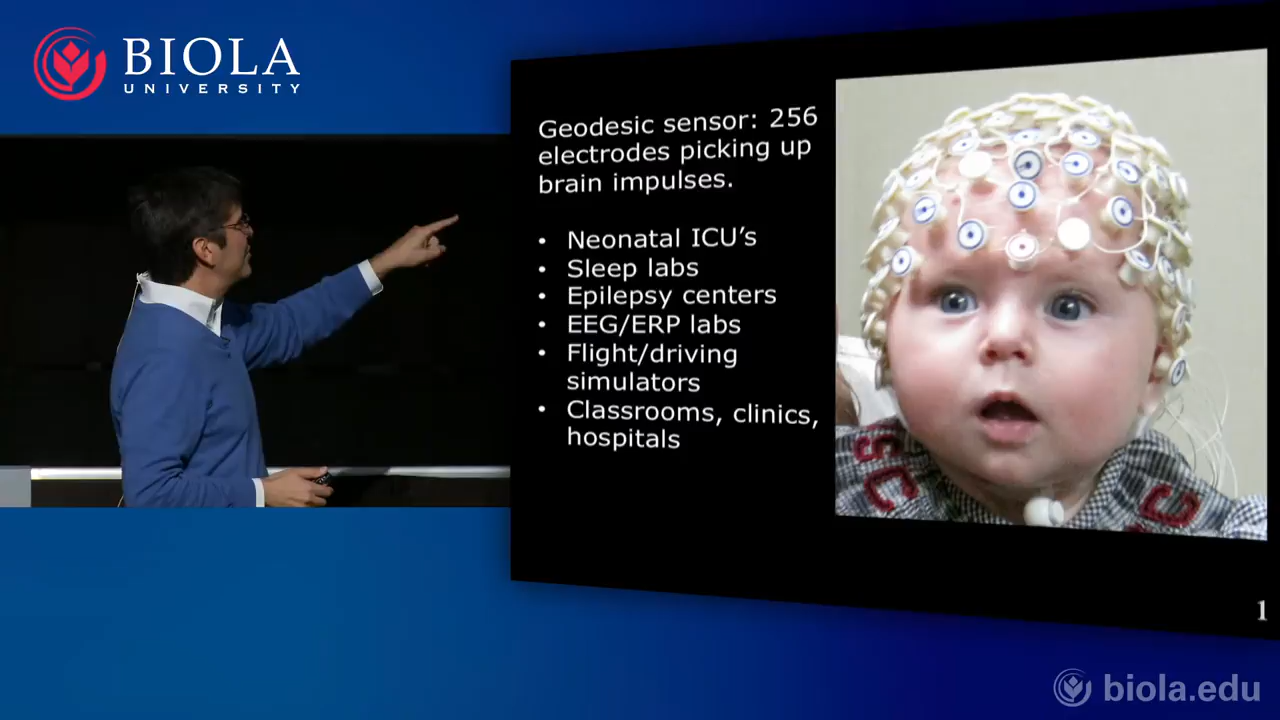 BIOLA
UNIVERSITY
Geodesic sensor: 256
electrodes picking up
brain impulses.
• Neonatal ICU’s
• Sleep labs
• Epilepsy centers
• EEG/ERP labs
• Flight/driving
simulators
• Classrooms, clinics,
hospitals
SC
1
biola.edu